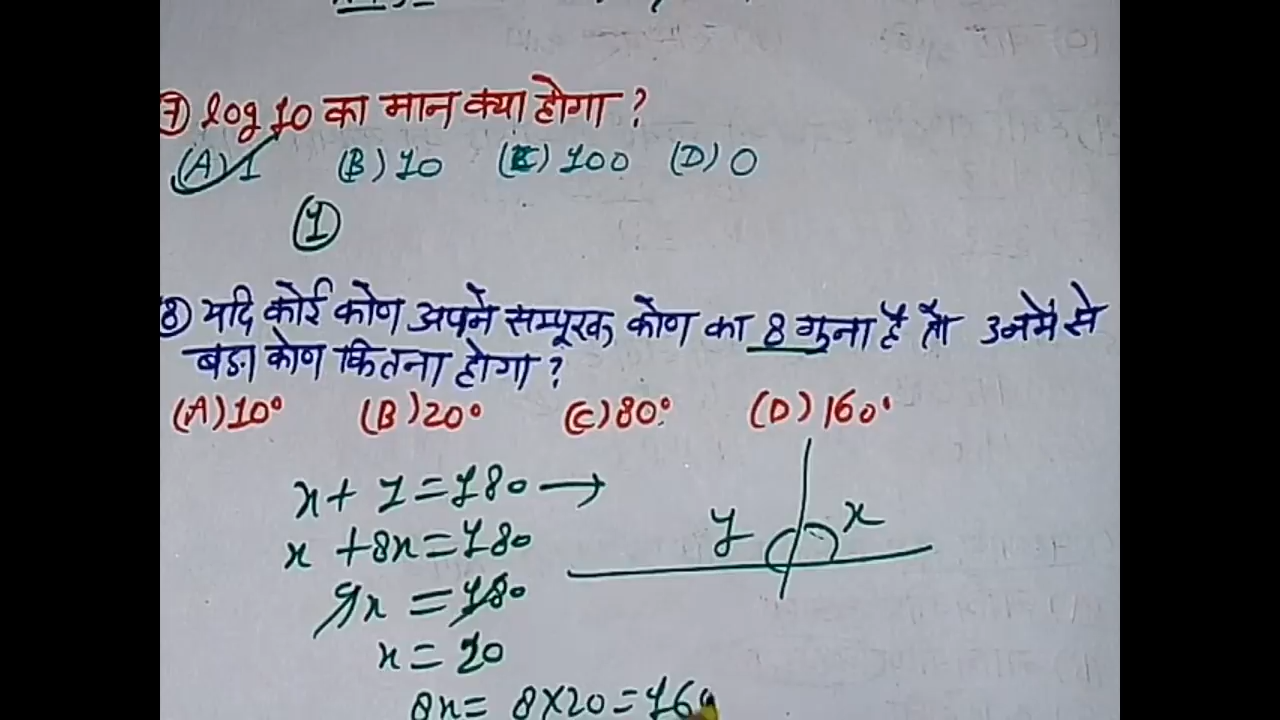 ⑦ log 10 का मान क्या होगा ?
(A) 1 (B) 10 (C) 100 (D) 0
①
⑧ यदि कोई कोण अपने सम्पूरक कोण का 8 गुना है तो उनमें से
बड़ा कोण कितना होगा ?
(A) 10° (B) 20° (C) 80° (D) 160°
x + y = 180 →
x + 8x = 180
9x = 180
x = 20
8x = 8×20 = 160
y x